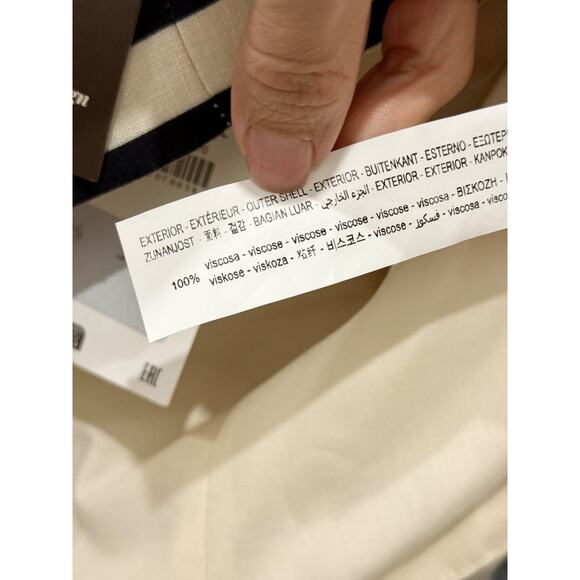 EXTERIOR - EXTÉRIEUR - OUTER SHELL - EXTERIOR - BUITENKANT - ESTERNO - ΕΞΩΤΕΡ
ZUNANJOST - 面料 - 겉감 - BAGIAN LUAR - الجزء الخارجي - EXTERIOR - EXTERIOR - KANPOK
100% viscosa - viscose - viscose - viscose - viscose - viscosa - ΒΙΣΚΟΖΗ -
viskose - viskoza - 粘纤 - 비스코스 - viscose - فسكوز - viscosa - viscos
EAC